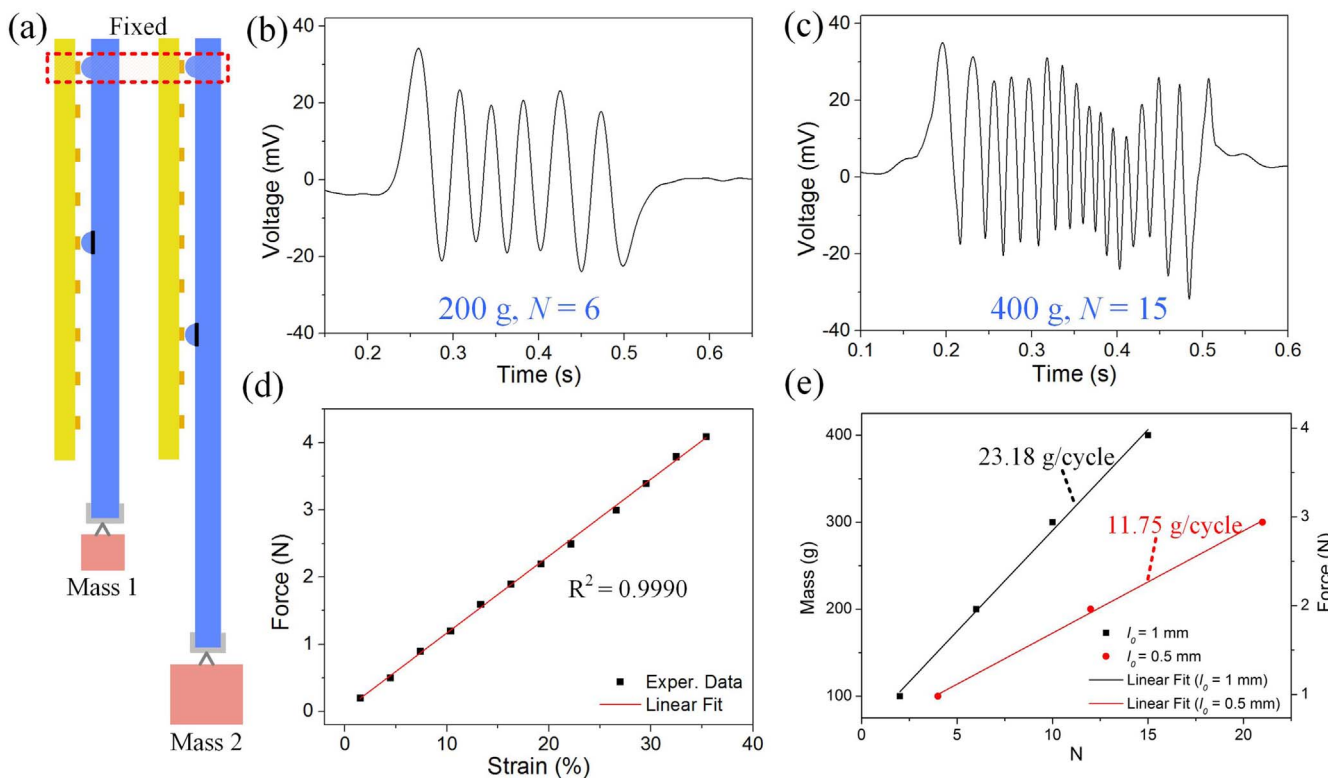 (a)
Fixed
Mass 1
Mass 2
(b)
Voltage (mV)
40
20
0
-20
-40
200 g, N = 6
0.2
0.3
0.4
0.5
0.6
Time (s)
(c)
Voltage (mV)
40
20
0
-20
-40
400 g, N = 15
0.1
0.2
0.3
0.4
0.5
0.6
Time (s)
(d)
Force (N)
4
3
2
1
0
R² = 0.9990
Exper. Data
Linear Fit
0
10
20
30
40
Strain (%)
(e)
Mass (g)
400
300
200
100
23.18 g/cycle
11.75 g/cycle
l₀ = 1 mm
l₀ = 0.5 mm
Linear Fit (l₀ = 1 mm)
Linear Fit (l₀ = 0.5 mm)
4
3
2
1
Force (N)
0
5
10
15
20
N